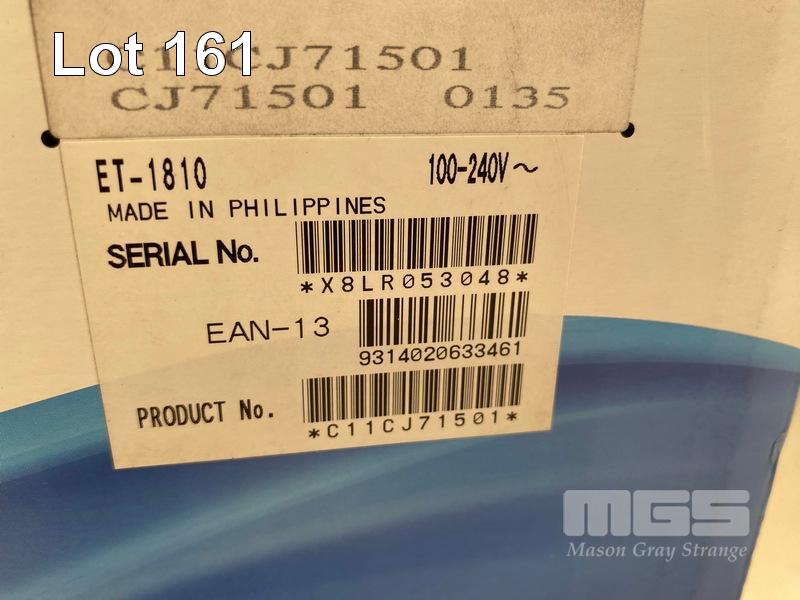 Lot 161
C11CJ71501
CJ71501 0135
ET-1810 100-240V~
MADE IN PHILIPPINES
SERIAL No.
*X8LR053048*
EAN-13
9314020633461
PRODUCT No.
*C11CJ71501*
MGS
Mason Gray Strange